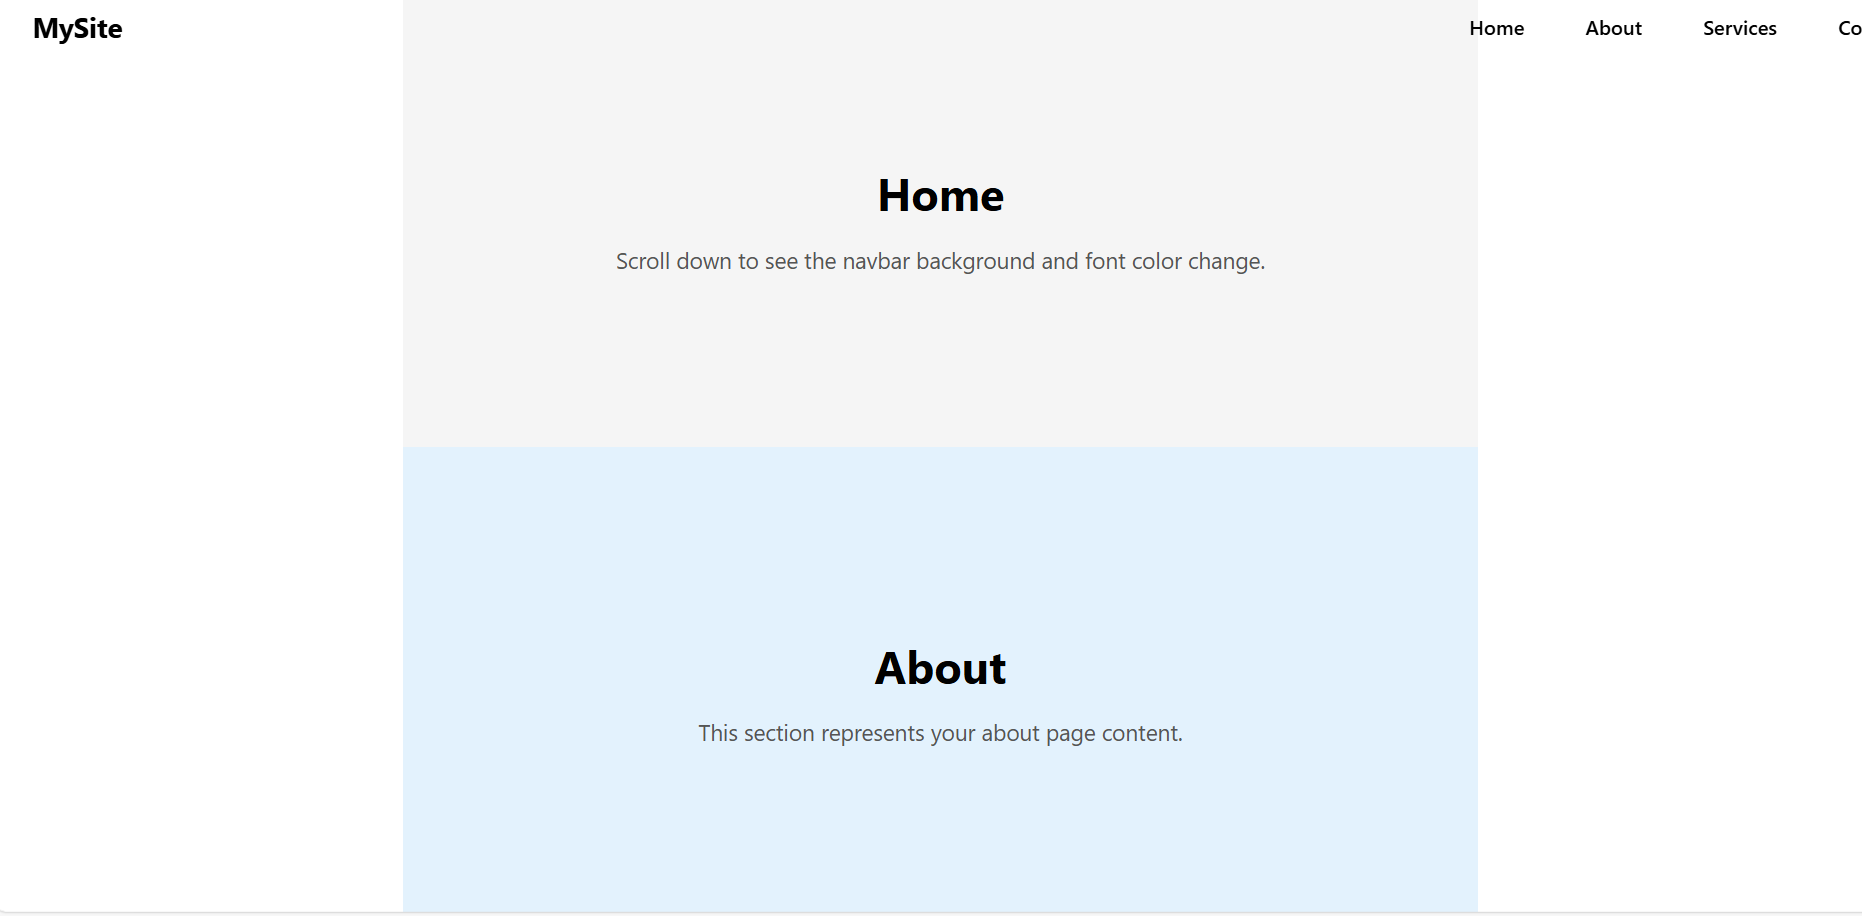 MySite Home About Services Co
Home
Scroll down to see the navbar background and font color change.
About
This section represents your about page content.